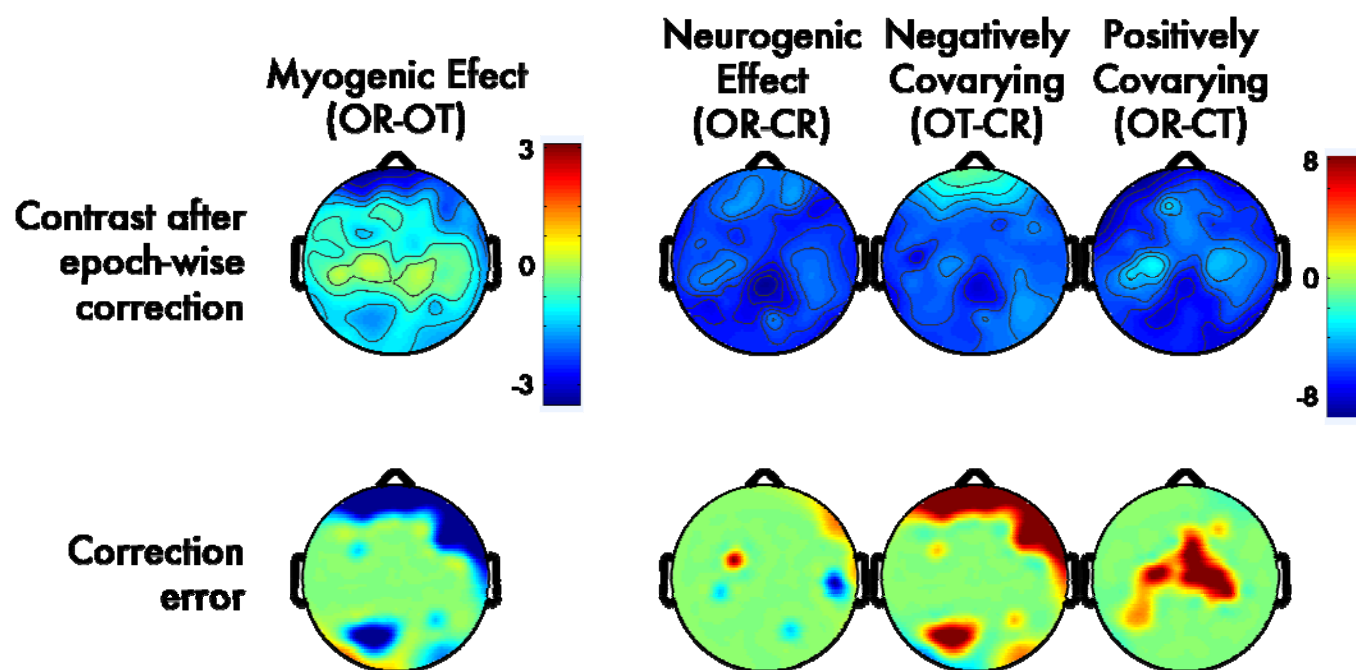 Myogenic Efect
(OR-OT)
Neurogenic
Effect
(OR-CR)
Negatively
Covarying
(OT-CR)
Positively
Covarying
(OR-CT)
Contrast after
epoch-wise
correction
3
0
-3
8
0
-8
Correction
error